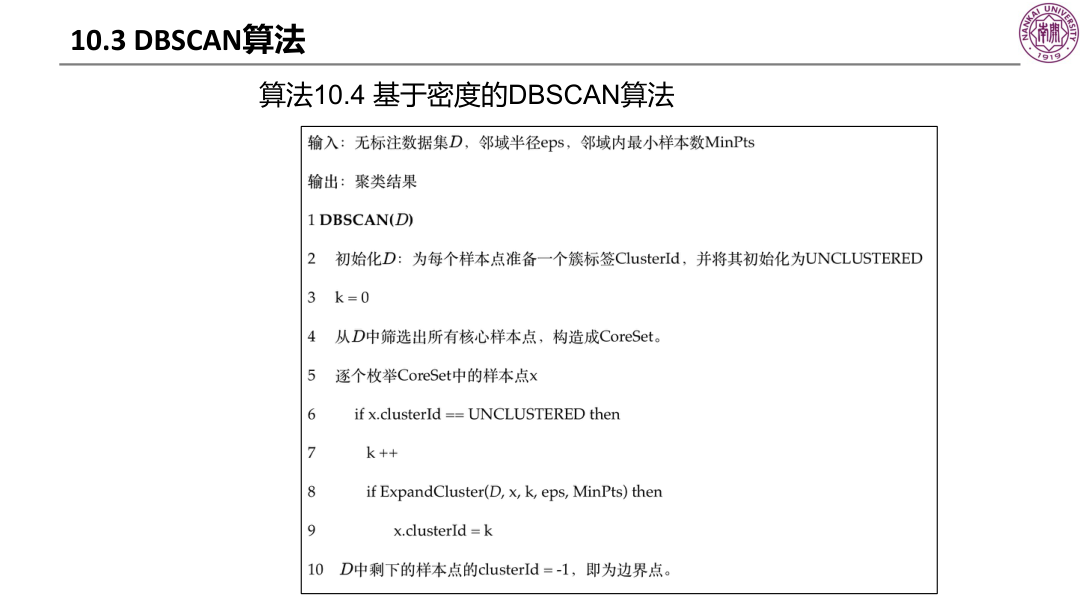 10.3 DBSCAN算法
NANKAI UNIVERSITY
南開
1919
算法10.4 基于密度的DBSCAN算法
输入：无标注数据集D，邻域半径eps，邻域内最小样本数MinPts
输出：聚类结果
1 DBSCAN(D)
2 初始化D：为每个样本点准备一个簇标签ClusterId，并将其初始化为UNCLUSTERED
3 k = 0
4 从D中筛选出所有核心样本点，构造成CoreSet。
5 逐个枚举CoreSet中的样本点x
6 if x.clusterId == UNCLUSTERED then
7 k ++
8 if ExpandCluster(D, x, k, eps, MinPts) then
9 x.clusterId = k
10 D中剩下的样本点的clusterId = -1，即为边界点。